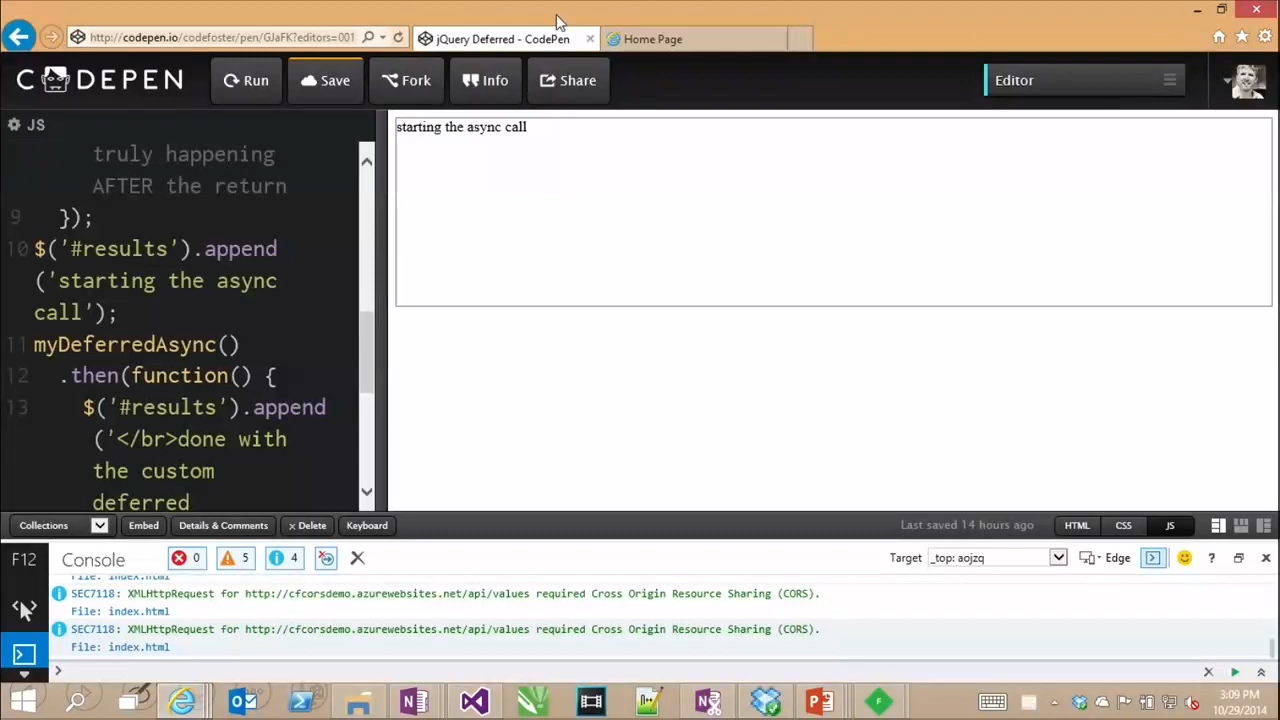 http://codepen.io/codefoster/pen/GJaFK?editors=001
jQuery Deferred - CodePen
Home Page
CODEPEN
Run
Save
Fork
Info
Share
Editor
JS
truly happening
AFTER the return
9 });
10 $('#results').append
('starting the async
call');
11 myDeferredAsync()
12 .then(function() {
13 $('#results').append
('</br>done with
the custom
deferred
starting the async call
Collections
Embed
Details & Comments
× Delete
Keyboard
Last saved 14 hours ago
HTML
CSS
JS
F12
Console
0
5
4
Target
_top: aojzq
Edge
?
File: index.html
SEC7118: XMLHttpRequest for http://cfcorsdemo.azurewebsites.net/api/values required Cross Origin Resource Sharing (CORS).
File: index.html
SEC7118: XMLHttpRequest for http://cfcorsdemo.azurewebsites.net/api/values required Cross Origin Resource Sharing (CORS).
File: index.html
3:09 PM
10/29/2014